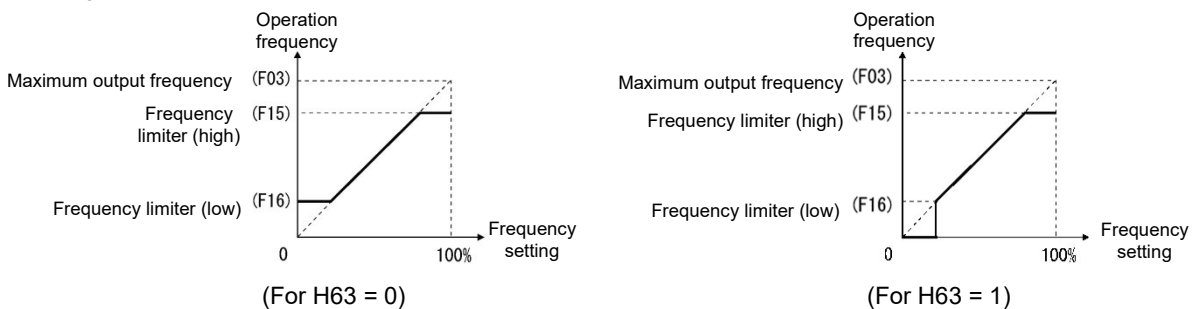 Operation
frequency
Maximum output frequency (F03)
Frequency
limiter (high)
(F15)
Frequency limiter (low) (F16)
0
100%
Frequency
setting
(For H63 = 0)
Operation
frequency
Maximum output frequency (F03)
Frequency limiter (high) (F15)
Frequency limiter (low) (F16)
0
100%
Frequency
setting
(For H63 = 1)